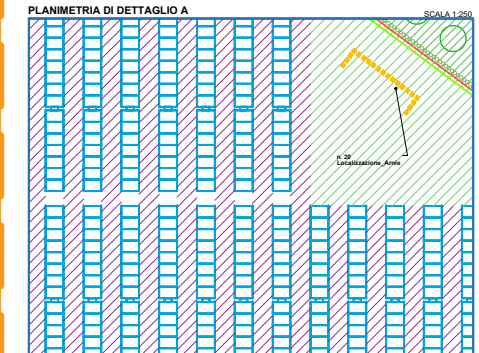 PLANIMETRIA DI DETTAGLIO A
SCALA 1:250
n. 20
Localizzazione_Arnie